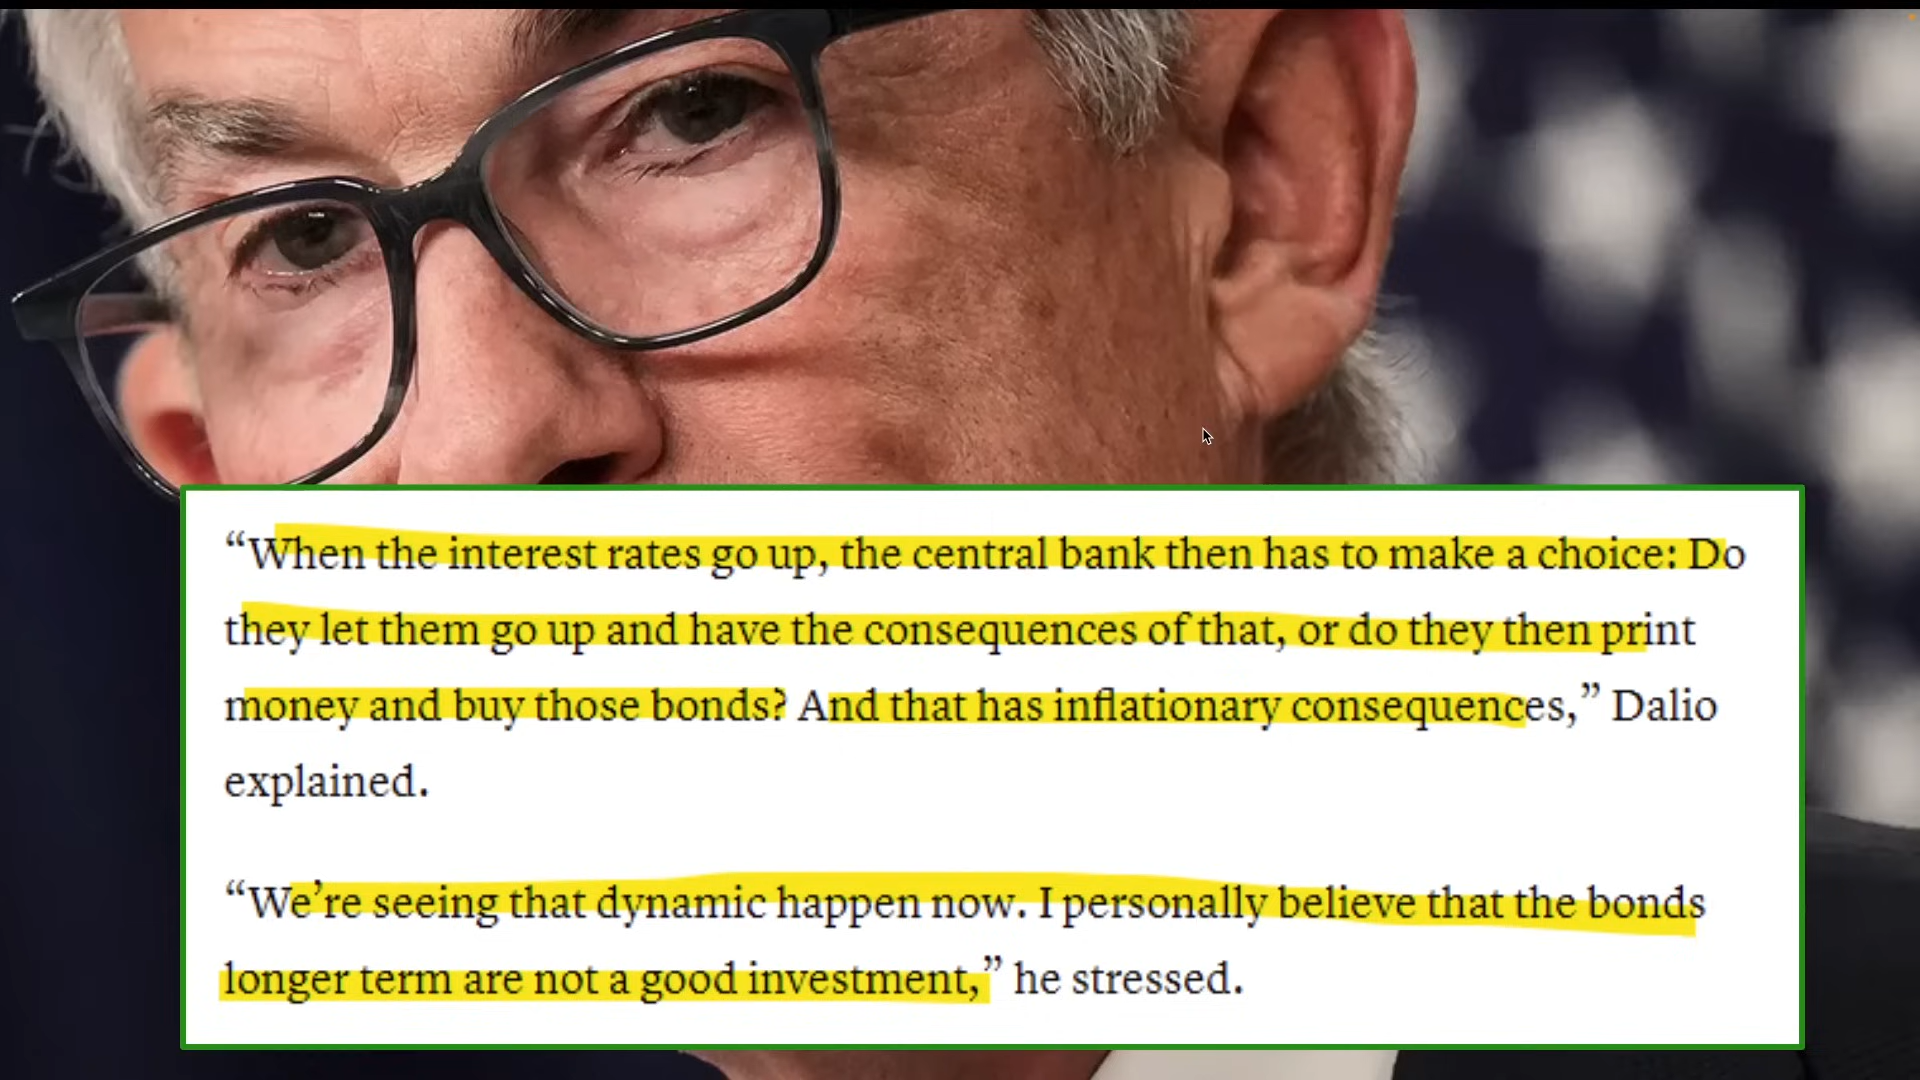 “When the interest rates go up, the central bank then has to make a choice: Do
they let them go up and have the consequences of that, or do they then print
money and buy those bonds? And that has inflationary consequences,” Dalio
explained.
“We’re seeing that dynamic happen now. I personally believe that the bonds
longer term are not a good investment,” he stressed.